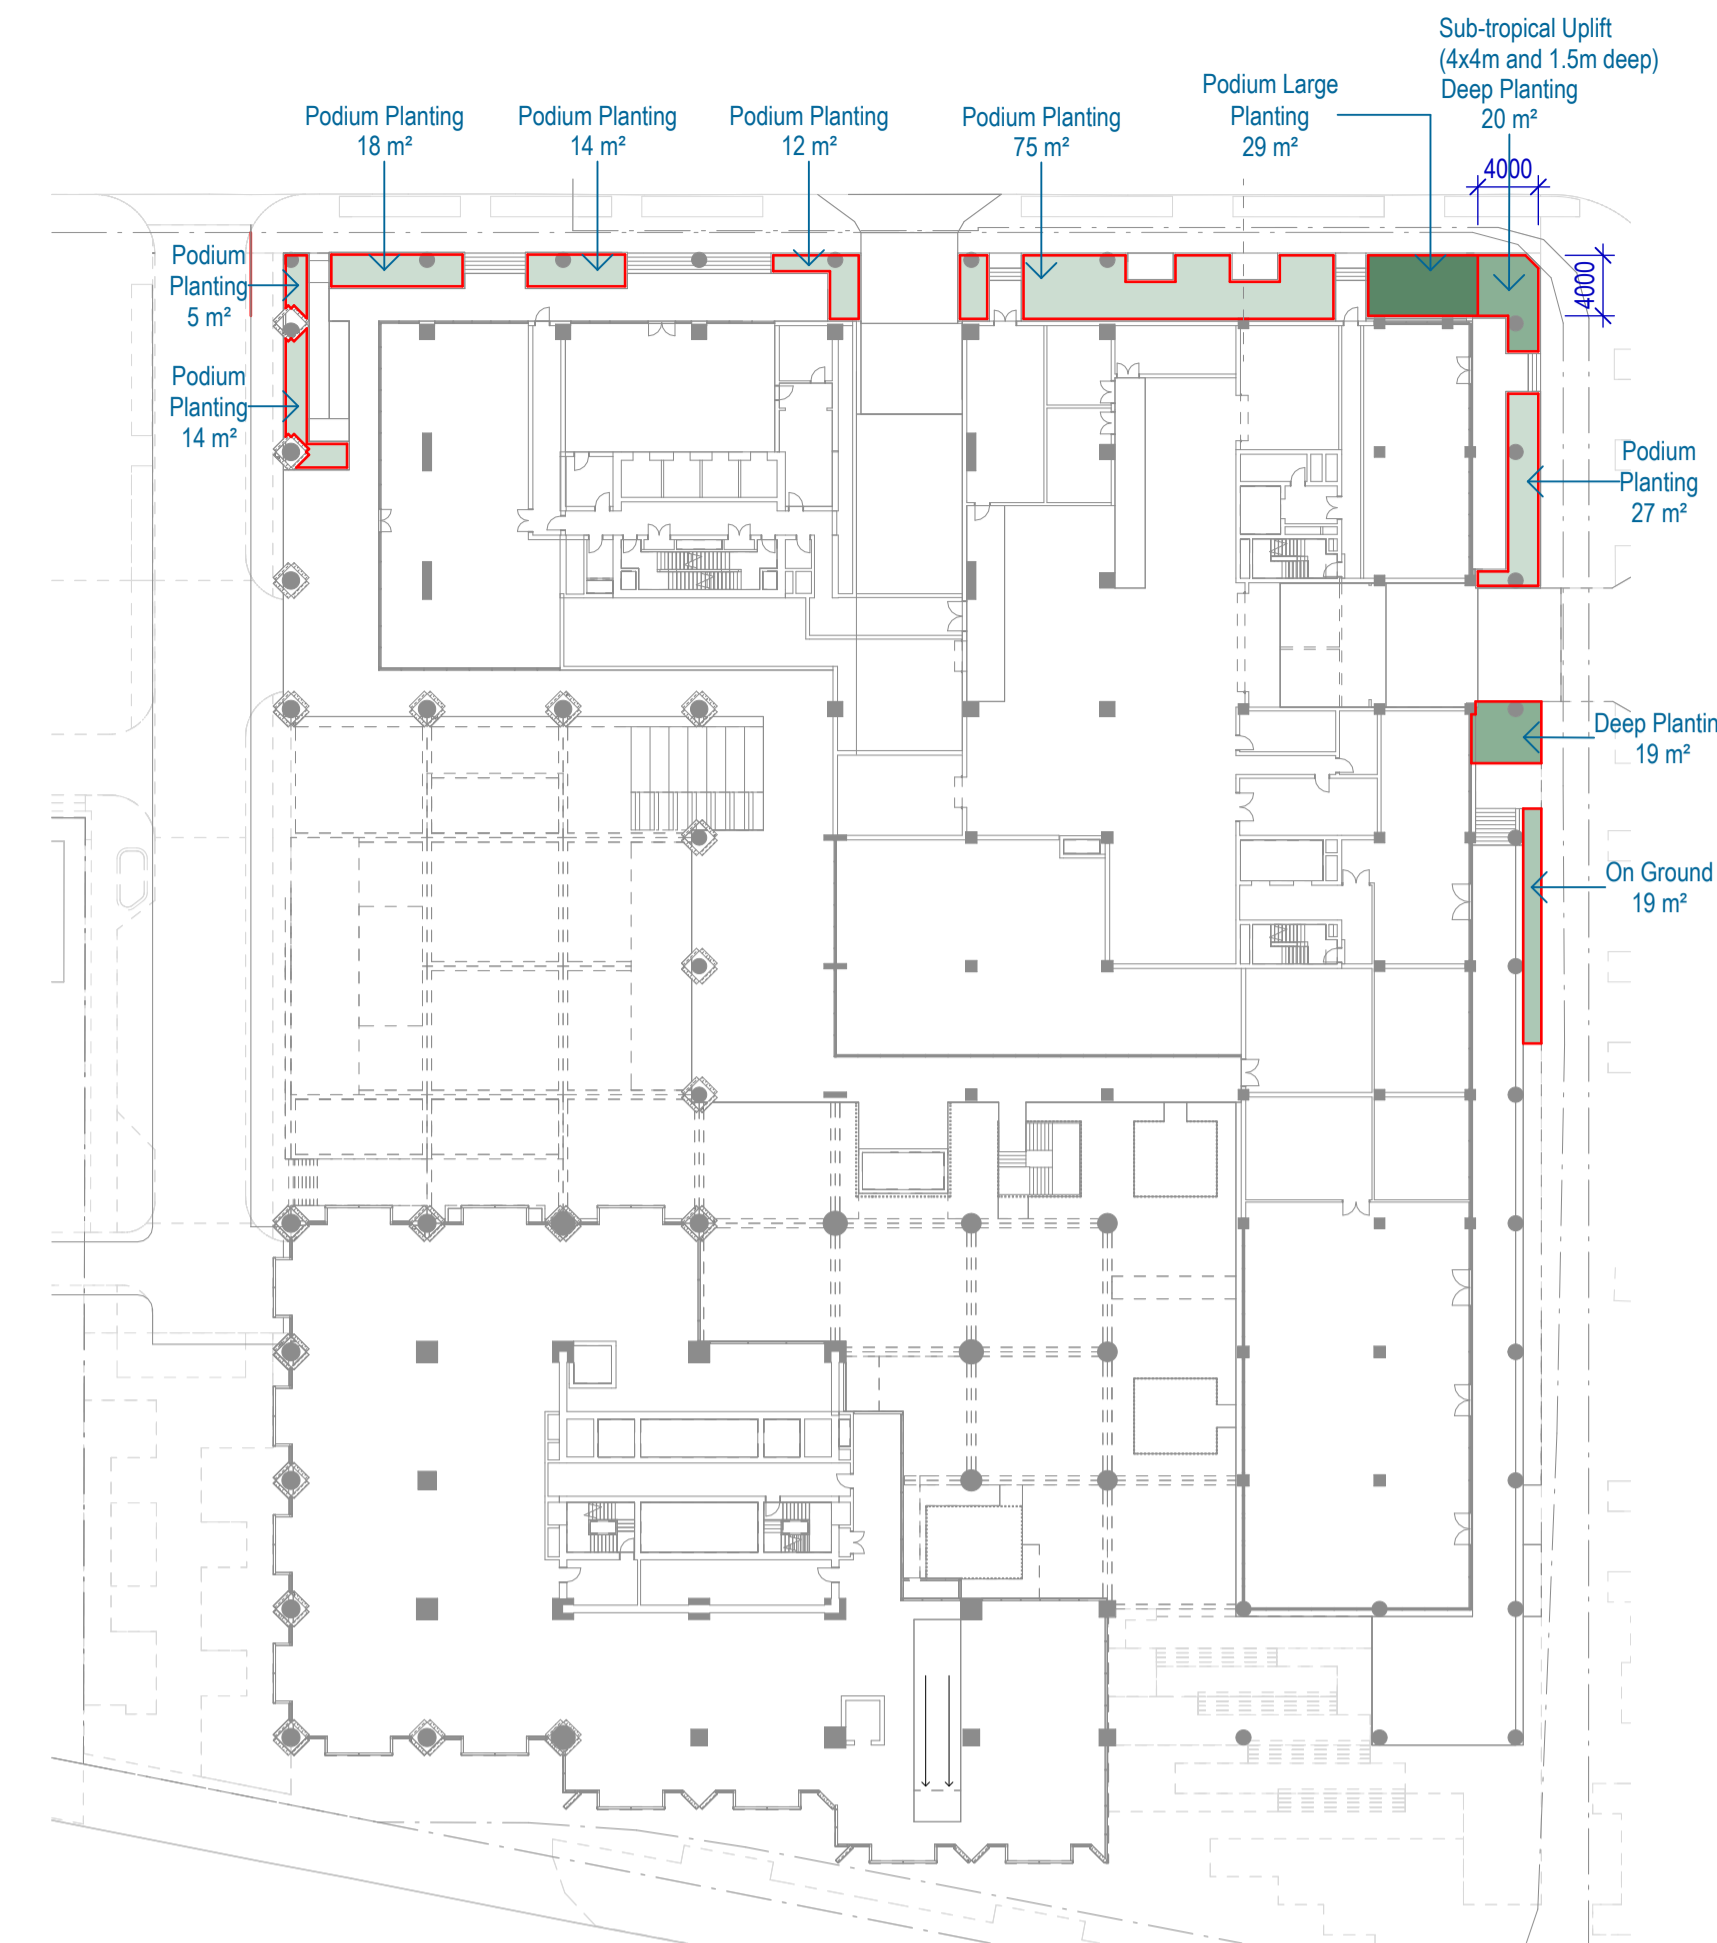 Sub-tropical Uplift
(4x4m and 1.5m deep)
Deep Planting
20 m²
Podium Large
Planting
29 m²
Podium Planting
18 m²
Podium Planting
14 m²
Podium Planting
12 m²
Podium Planting
75 m²
4000
4000
Podium
Planting
5 m²
Podium
Planting
14 m²
Podium
Planting
27 m²
Deep Plantin
19 m²
On Ground
19 m²